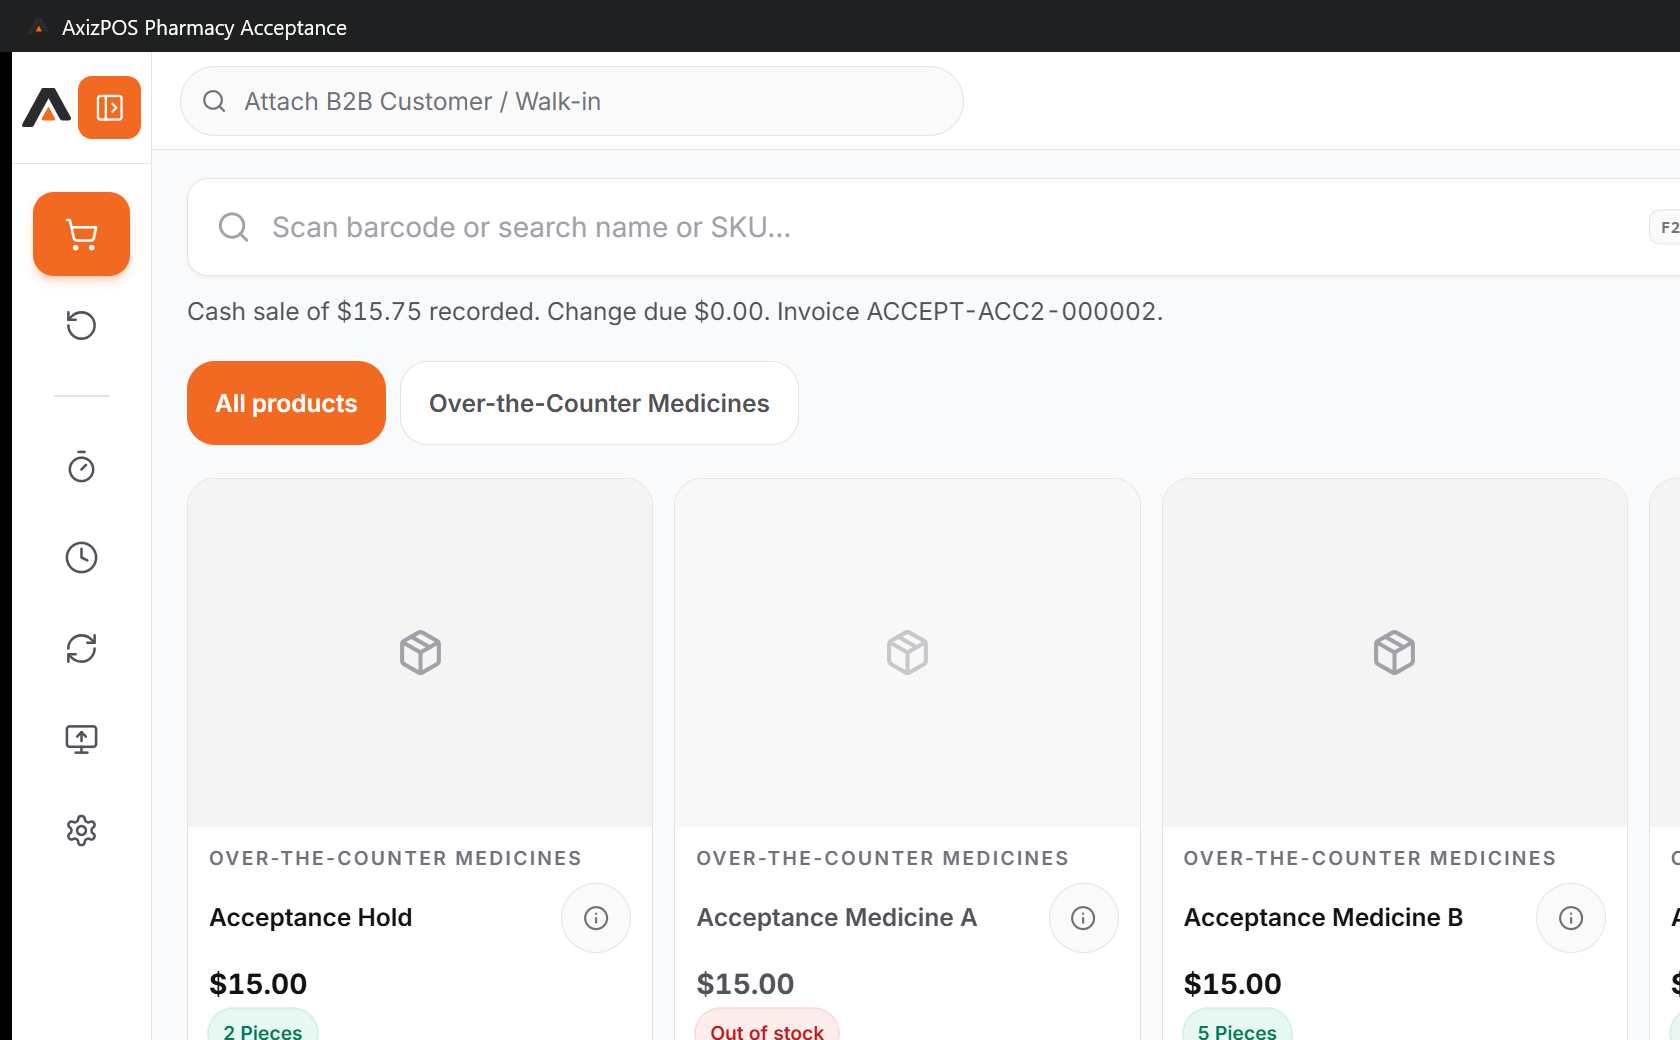 AxizPOS Pharmacy Acceptance
Attach B2B Customer / Walk-in
Scan barcode or search name or SKU...
F2
Cash sale of $15.75 recorded. Change due $0.00. Invoice ACCEPT-ACC2-000002.
All products
Over-the-Counter Medicines
OVER-THE-COUNTER MEDICINES
Acceptance Hold
$15.00
2 Pieces
OVER-THE-COUNTER MEDICINES
Acceptance Medicine A
$15.00
Out of stock
OVER-THE-COUNTER MEDICINES
Acceptance Medicine B
$15.00
5 Pieces